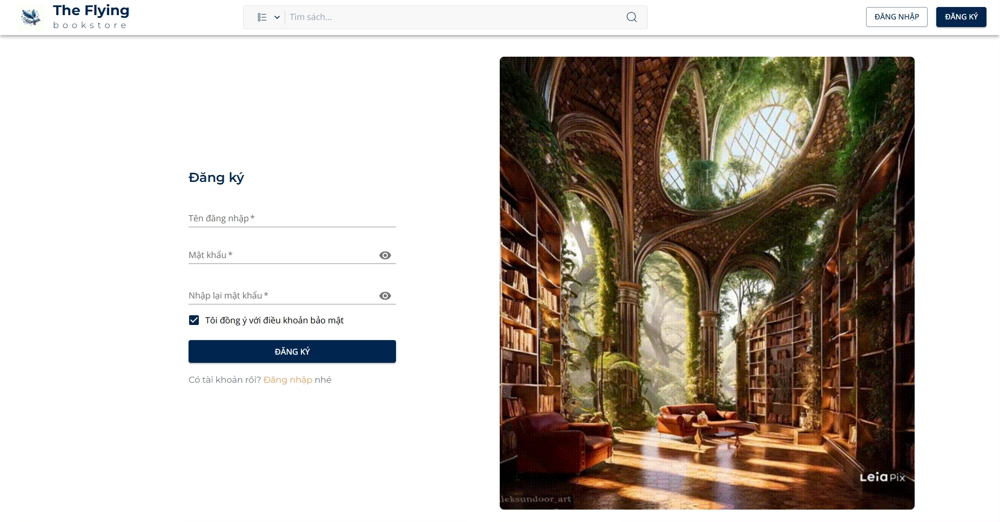 The Flying
bookstore
Tìm sách...
ĐĂNG NHẬP
ĐĂNG KÝ
Đăng ký
Tên đăng nhập *
Mật khẩu *
Nhập lại mật khẩu *
Tôi đồng ý với điều khoản bảo mật
ĐĂNG KÝ
Có tài khoản rồi? Đăng nhập nhé
LeiaPix
leksundoor_art